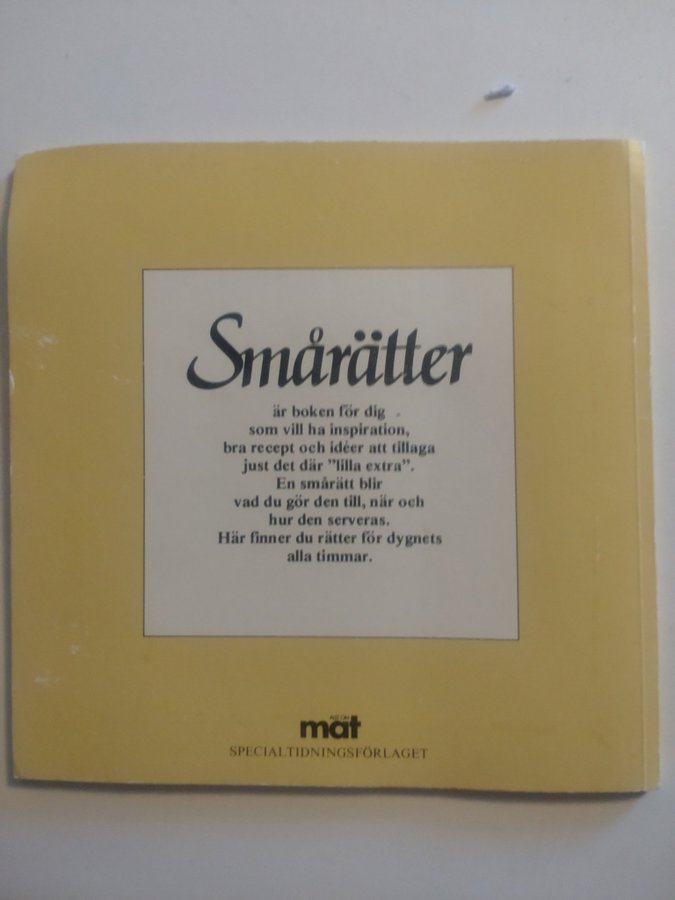 Smårätter
är boken för dig
som vill ha inspiration,
bra recept och idéer att tillaga
just det där ”lilla extra”.
En smårätt blir
vad du gör den till, när och
hur den serveras.
Här finner du rätter för dygnets
alla timmar.
ALLT OM
mat
SPECIALTIDNINGSFÖRLAGET